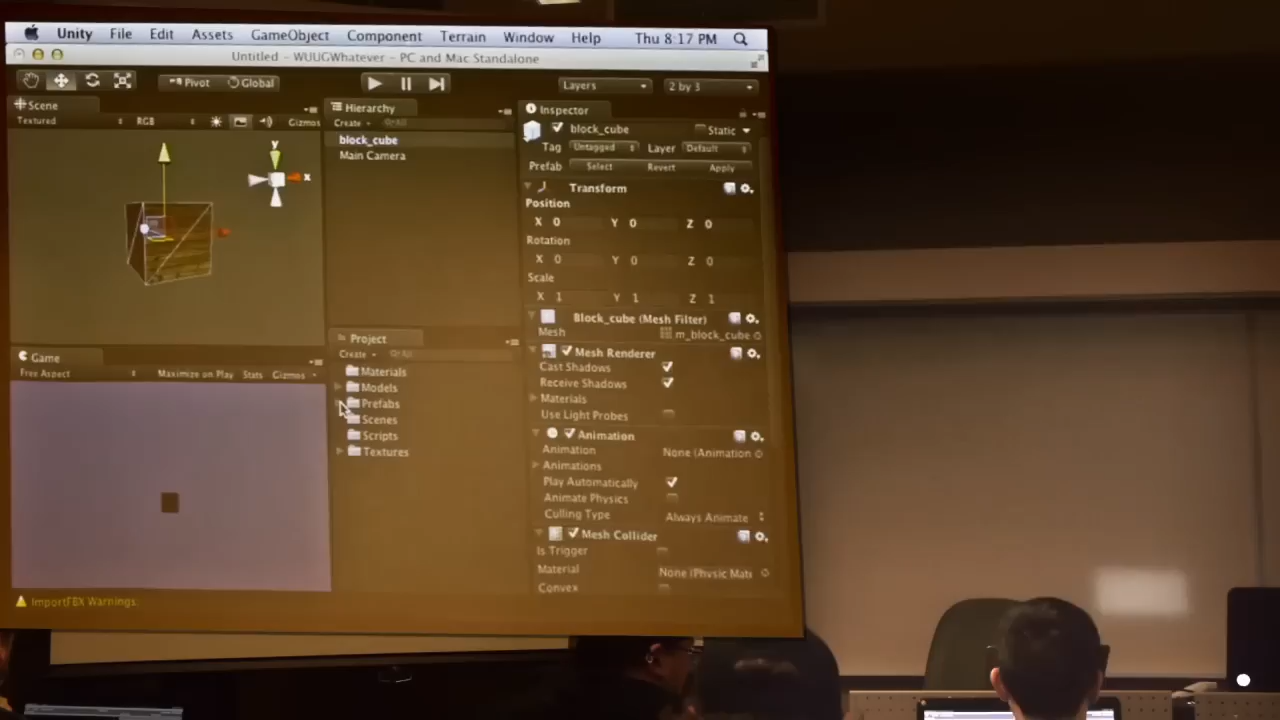 Unity File Edit Assets GameObject Component Terrain Window Help Thu 8:17 PM
Untitled - WUUGWhatever - PC and Mac Standalone
Pivot Global Layers 2 by 3
Scene
Textured RGB Gizmos
Hierarchy
Create All
block_cube
Main Camera
y
x
Inspector
block_cube Static
Tag Untagged Layer Default
Prefab Select Revert Apply
Transform
Position
X 0 Y 0 Z 0
Rotation
X 0 Y 0 Z 0
Scale
X 1 Y 1 Z 1
Block_cube (Mesh Filter)
Mesh m_block_cube
Mesh Renderer
Cast Shadows
Receive Shadows
Materials
Use Light Probes
Animation
Animation None (Animation
Animations
Play Automatically
Animate Physics
Culling Type Always Animate
Mesh Collider
Is Trigger
Material None (Physic Mate
Convex
Project
Create All
Materials
Models
Prefabs
Scenes
Scripts
Textures
Game
Free Aspect Maximize on Play Stats Gizmos
ImportFBX Warnings: